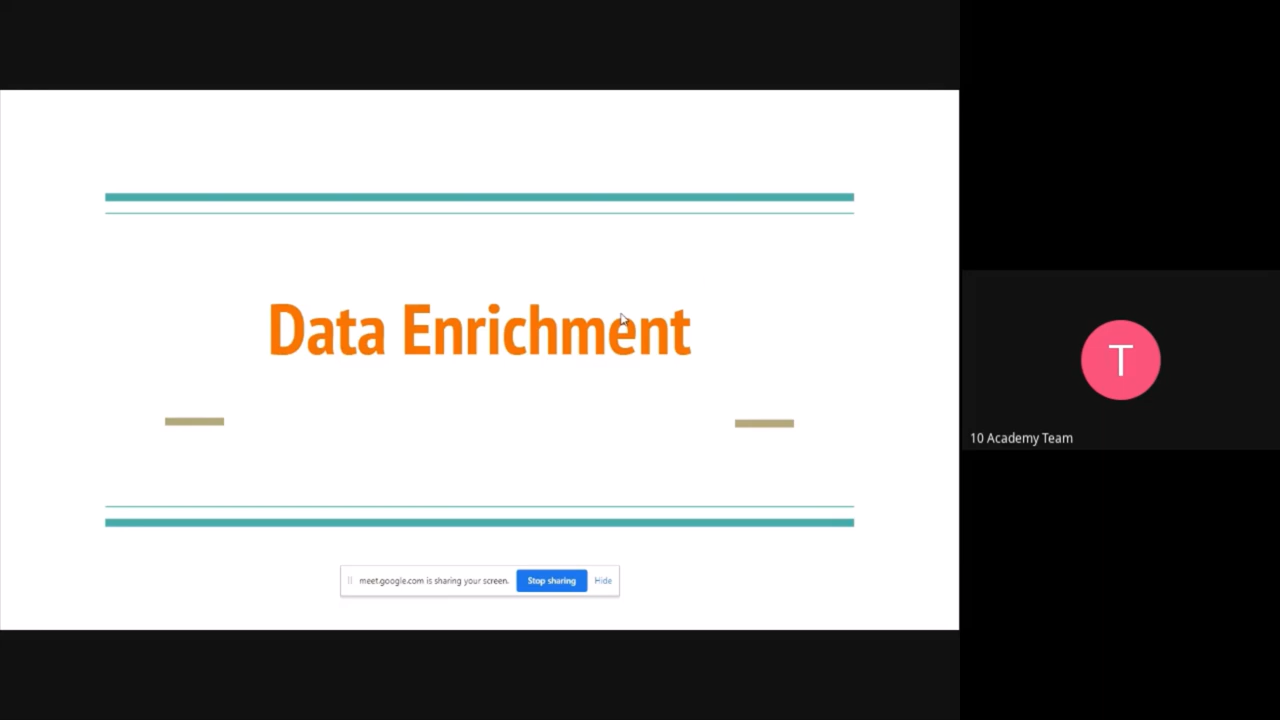 Data Enrichment
meet.google.com is sharing your screen. Stop sharing Hide
T
10 Academy Team